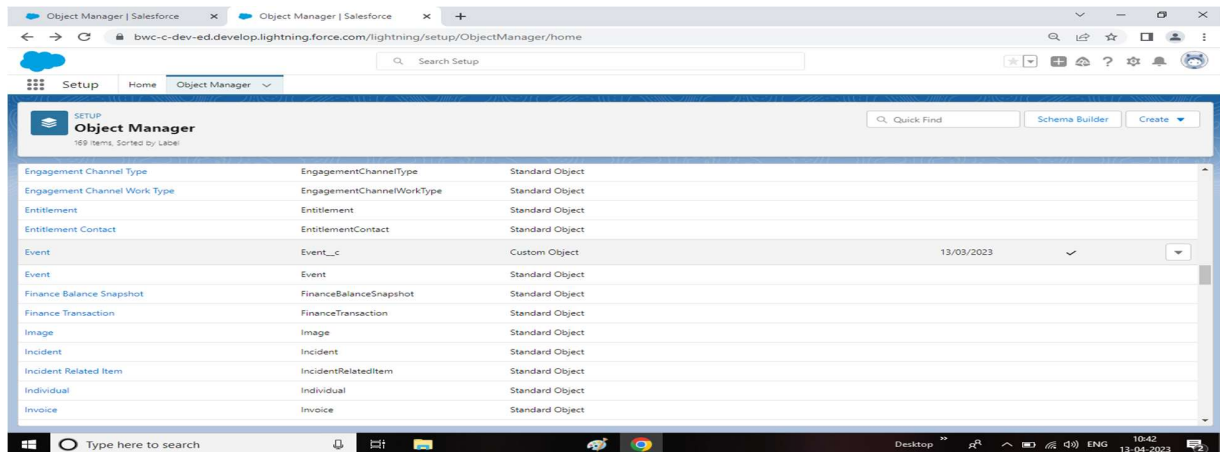 Object Manager | Salesforce Object Manager | Salesforce
bwc-c-dev-ed.develop.lightning.force.com/lightning/setup/ObjectManager/home
Search Setup
Setup Home Object Manager
SETUP
Object Manager
169 Items, Sorted by Label
Quick Find Schema Builder Create
Engagement Channel Type EngagementChannelType Standard Object
Engagement Channel Work Type EngagementChannelWorkType Standard Object
Entitlement Entitlement Standard Object
Entitlement Contact EntitlementContact Standard Object
Event Event__c Custom Object 13/03/2023
Event Event Standard Object
Finance Balance Snapshot FinanceBalanceSnapshot Standard Object
Finance Transaction FinanceTransaction Standard Object
Image Image Standard Object
Incident Incident Standard Object
Incident Related Item IncidentRelatedItem Standard Object
Individual Individual Standard Object
Invoice Invoice Standard Object
Type here to search Desktop ENG 10:42
13-04-2023